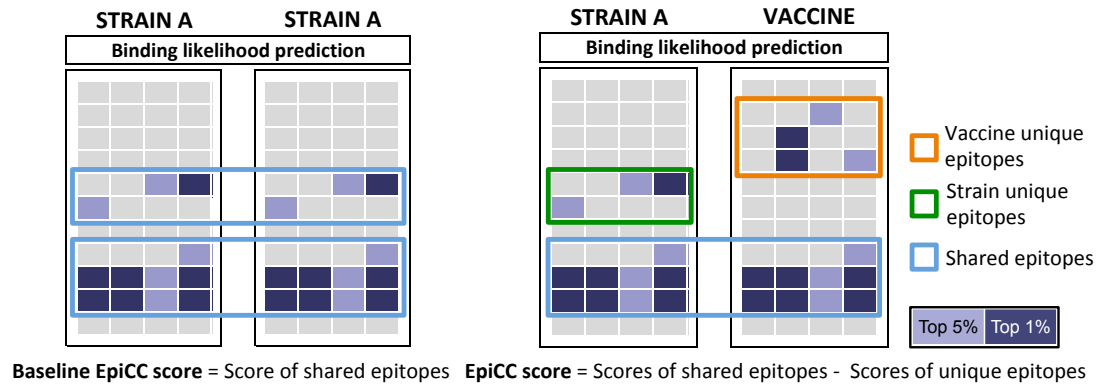 STRAIN A STRAIN A
Binding likelihood prediction
STRAIN A VACCINE
Binding likelihood prediction
Vaccine unique
epitopes
Strain unique
epitopes
Shared epitopes
Top 5% Top 1%
Baseline EpiCC score = Score of shared epitopes
EpiCC score = Scores of shared epitopes - Scores of unique epitopes